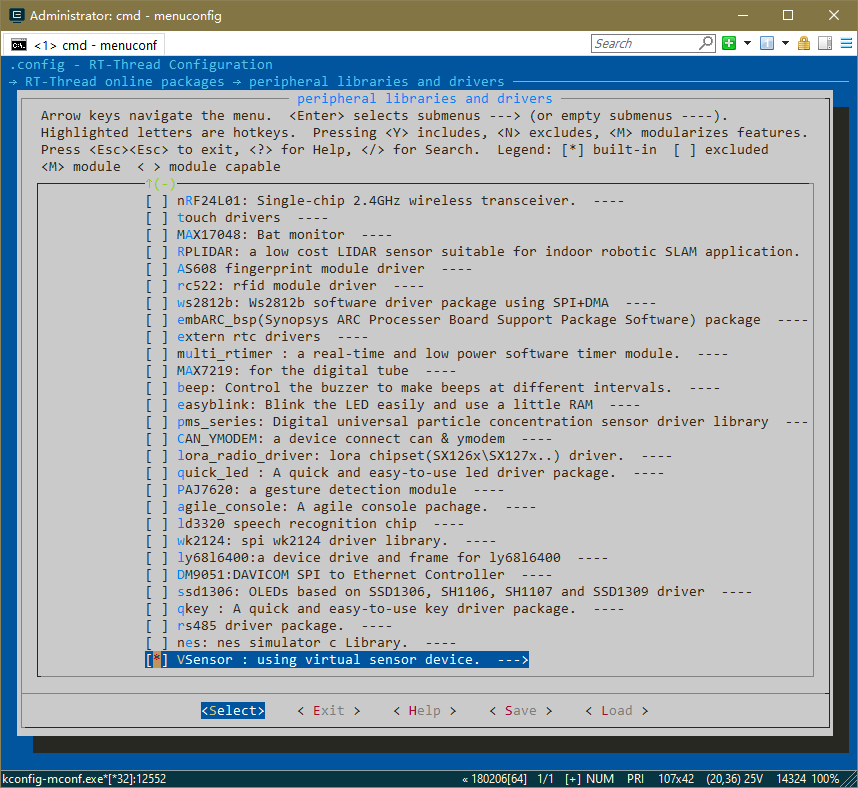 Administrator: cmd - menuconfig
<1> cmd - menuconf
Search
.config - RT-Thread Configuration
→ RT-Thread online packages → peripheral libraries and drivers
peripheral libraries and drivers
Arrow keys navigate the menu.  <Enter> selects submenus ---> (or empty submenus ----).
Highlighted letters are hotkeys.  Pressing <Y> includes, <N> excludes, <M> modularizes features.
Press <Esc><Esc> to exit, <?> for Help, </> for Search.  Legend: [*] built-in  [ ] excluded
<M> module  < > module capable
↑(-)
[ ] nRF24L01: Single-chip 2.4GHz wireless transceiver.  ----
[ ] touch drivers  ----
[ ] MAX17048: Bat monitor  ----
[ ] RPLIDAR: a low cost LIDAR sensor suitable for indoor robotic SLAM application.
[ ] AS608 fingerprint module driver  ----
[ ] rc522: rfid module driver  ----
[ ] ws2812b: Ws2812b software driver package using SPI+DMA  ----
[ ] embARC_bsp(Synopsys ARC Processer Board Support Package Software) package  ----
[ ] extern rtc drivers  ----
[ ] multi_rtimer : a real-time and low power software timer module.  ----
[ ] MAX7219: for the digital tube  ----
[ ] beep: Control the buzzer to make beeps at different intervals.  ----
[ ] easyblink: Blink the LED easily and use a little RAM  ----
[ ] pms_series: Digital universal particle concentration sensor driver library  ---
[ ] CAN_YMODEM: a device connect can & ymodem  ----
[ ] lora_radio_driver: lora chipset(SX126x\SX127x..) driver.  ----
[ ] quick_led : A quick and easy-to-use led driver package.  ----
[ ] PAJ7620: a gesture detection module  ----
[ ] agile_console: A agile console pachage.  ----
[ ] ld3320 speech recognition chip  ----
[ ] wk2124: spi wk2124 driver library.  ----
[ ] ly68l6400:a device drive and frame for ly68l6400  ----
[ ] DM9051:DAVICOM SPI to Ethernet Controller  ----
[ ] ssd1306: OLEDs based on SSD1306, SH1106, SH1107 and SSD1309 driver  ----
[ ] qkey : A quick and easy-to-use key driver package.  ----
[ ] rs485 driver package.  ----
[ ] nes: nes simulator c Library.  ----
[*] VSensor : using virtual sensor device.  --->
<Select>    < Exit >    < Help >    < Save >    < Load >
kconfig-mconf.exe*[*32]:12552    « 180206[64]  1/1  [+] NUM  PRI  107x42  (20,36) 25V  14324 100%